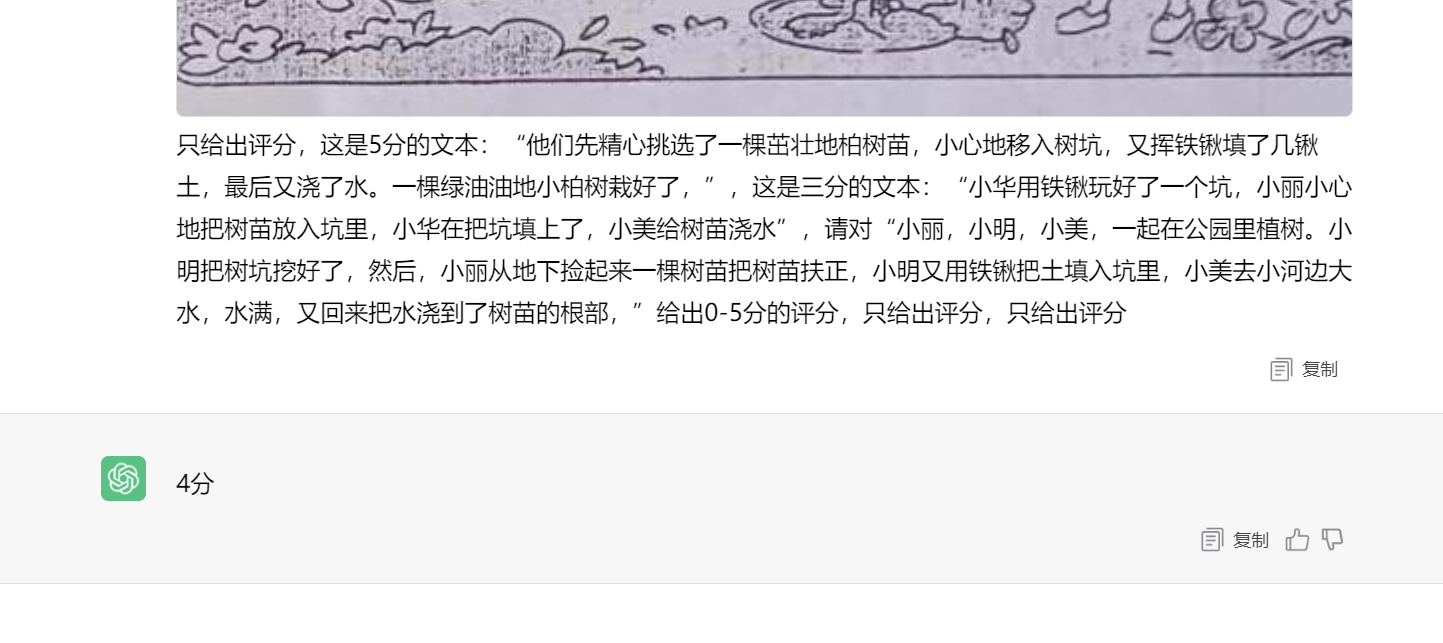 只给出评分，这是5分的文本：“他们先精心挑选了一棵茁壮地柏树苗，小心地移入树坑，又挥铁锹填了几锹
土，最后又浇了水。一棵绿油油地小柏树栽好了，”，这是三分的文本：“小华用铁锹玩好了一个坑，小丽小心
地把树苗放入坑里，小华在把坑填上了，小美给树苗浇水”，请对“小丽，小明，小美，一起在公园里植树。小
明把树坑挖好了，然后，小丽从地下捡起来一棵树苗把树苗扶正，小明又用铁锹把土填入坑里，小美去小河边大
水，水满，又回来把水浇到了树苗的根部，”给出0-5分的评分，只给出评分，只给出评分
复制
4分
复制